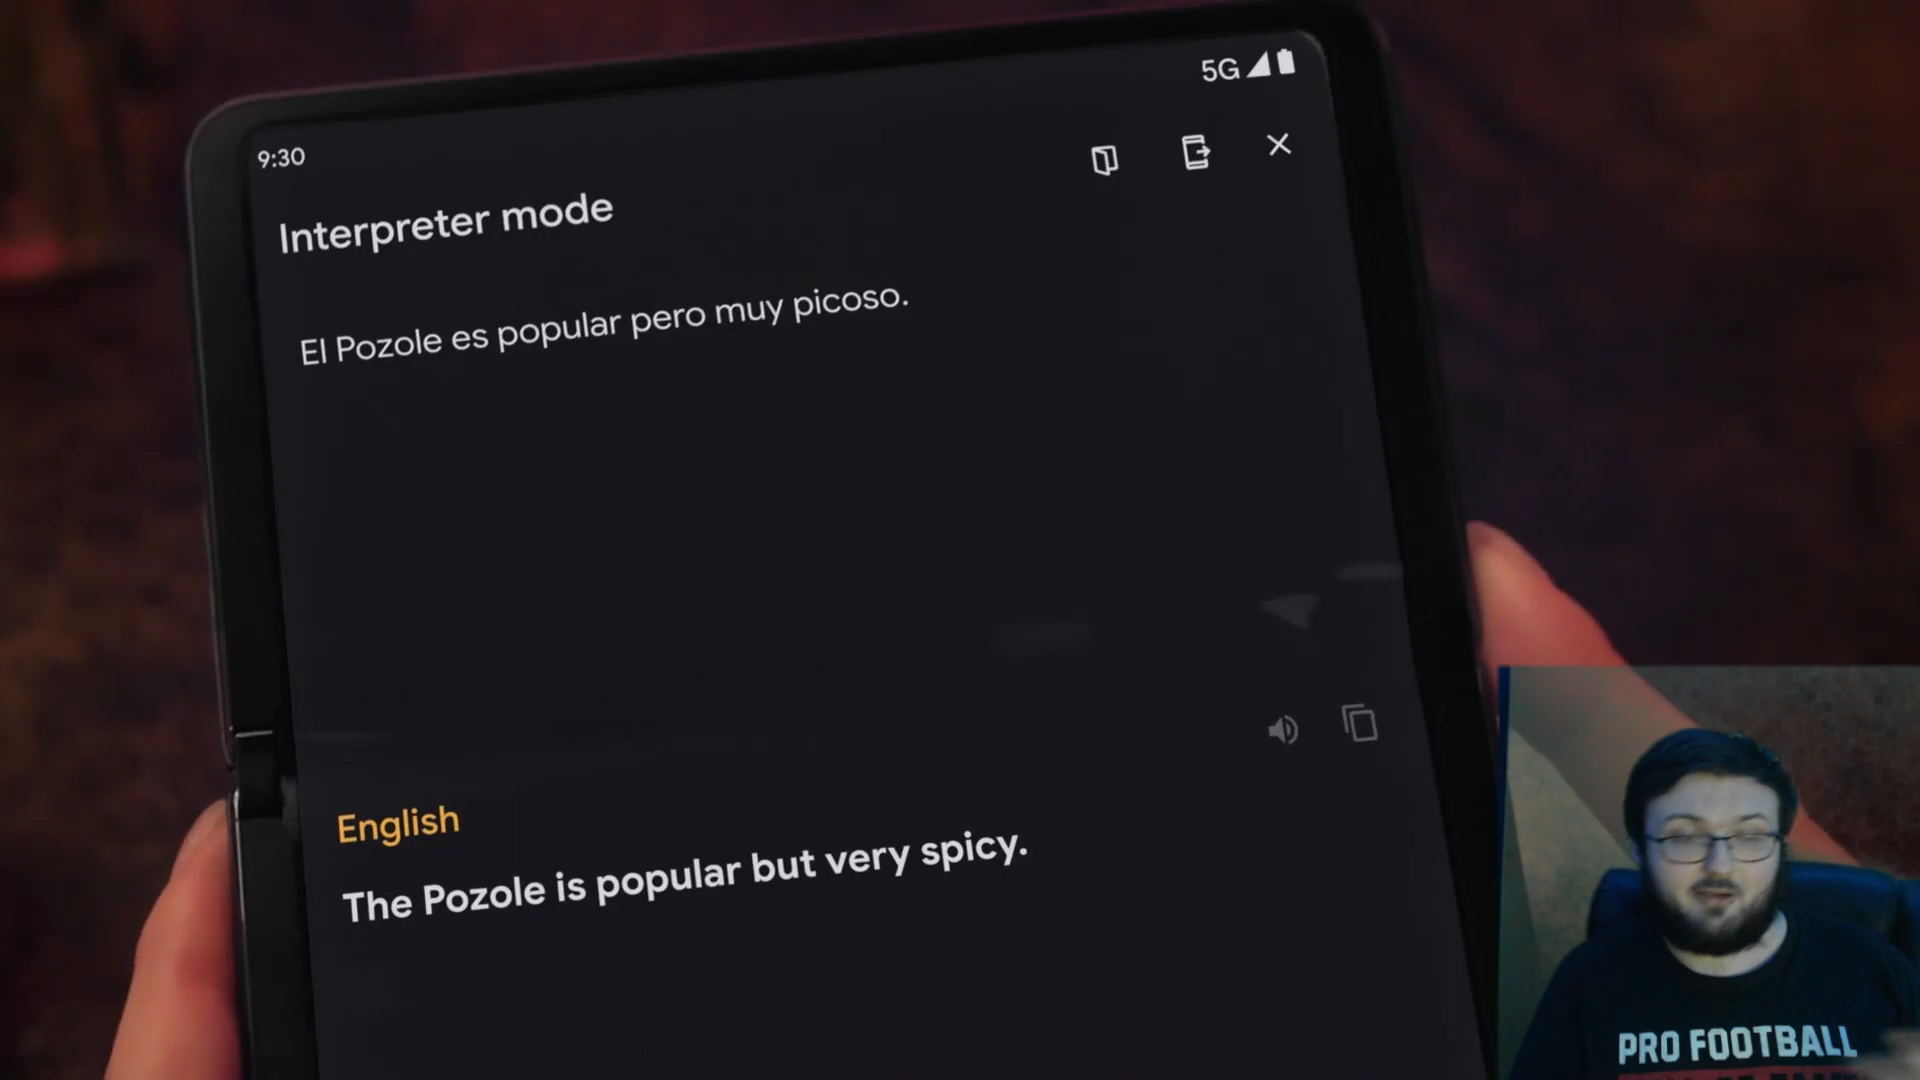 5G
9:30
Interpreter mode
El Pozole es popular pero muy picoso.
English
The Pozole is popular but very spicy.
PRO FOOTBALL